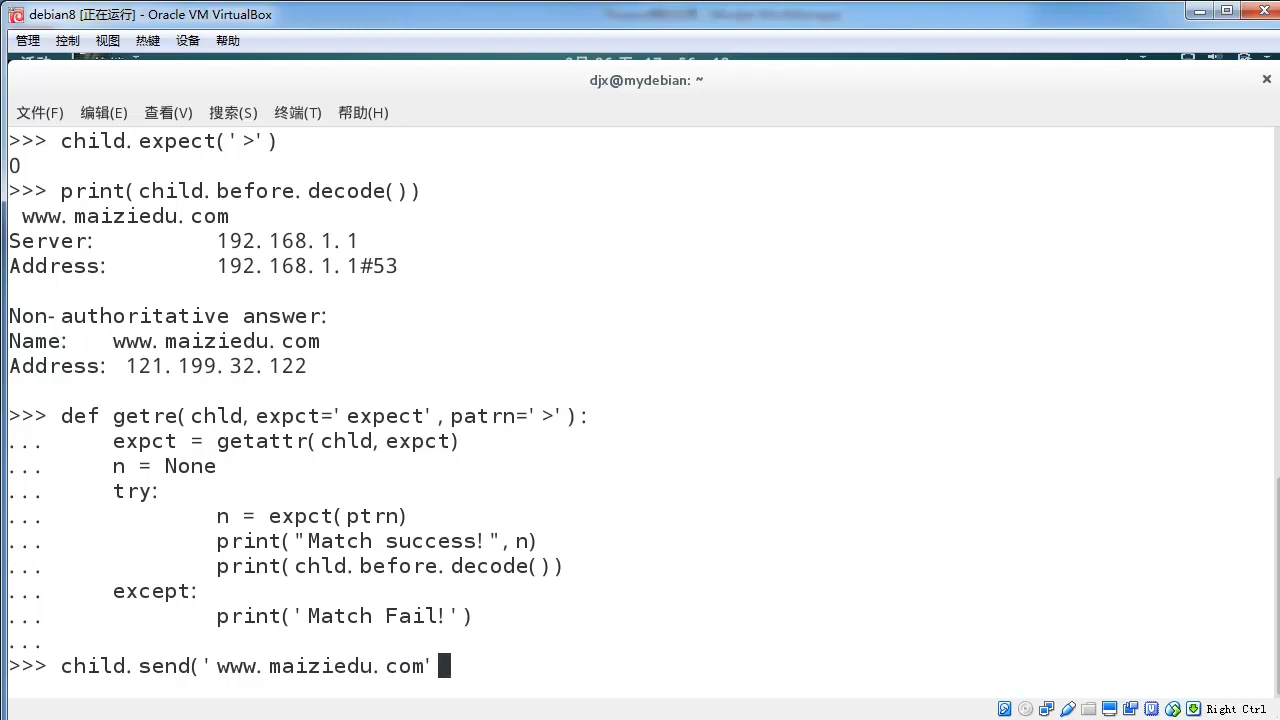 debian8 [正在运行] - Oracle VM VirtualBox
管理 控制 视图 热键 设备 帮助
djx@mydebian: ~
文件(F) 编辑(E) 查看(V) 搜索(S) 终端(T) 帮助(H)
>>> child.expect('>')
0
>>> print(child.before.decode())
 www.maiziedu.com
Server:         192.168.1.1
Address:        192.168.1.1#53
Non-authoritative answer:
Name:   www.maiziedu.com
Address: 121.199.32.122
>>> def getre(chld,expct='expect',patrn='>'):
...     expct = getattr(chld,expct)
...     n = None
...     try:
...             n = expct(ptrn)
...             print("Match success!",n)
...             print(chld.before.decode())
...     except:
...             print('Match Fail!')
...
>>> child.send('www.maiziedu.com'
Right Ctrl